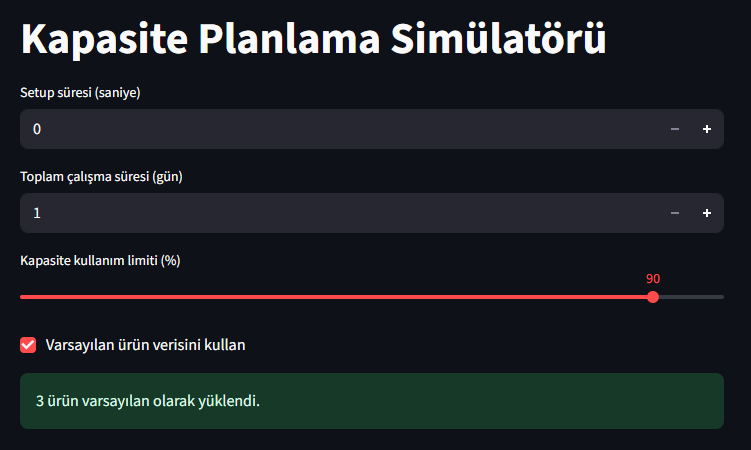 Kapasite Planlama Simülatörü
Setup süresi (saniye)
0
Toplam çalışma süresi (gün)
1
Kapasite kullanım limiti (%)
90
Varsayılan ürün verisini kullan
3 ürün varsayılan olarak yüklendi.